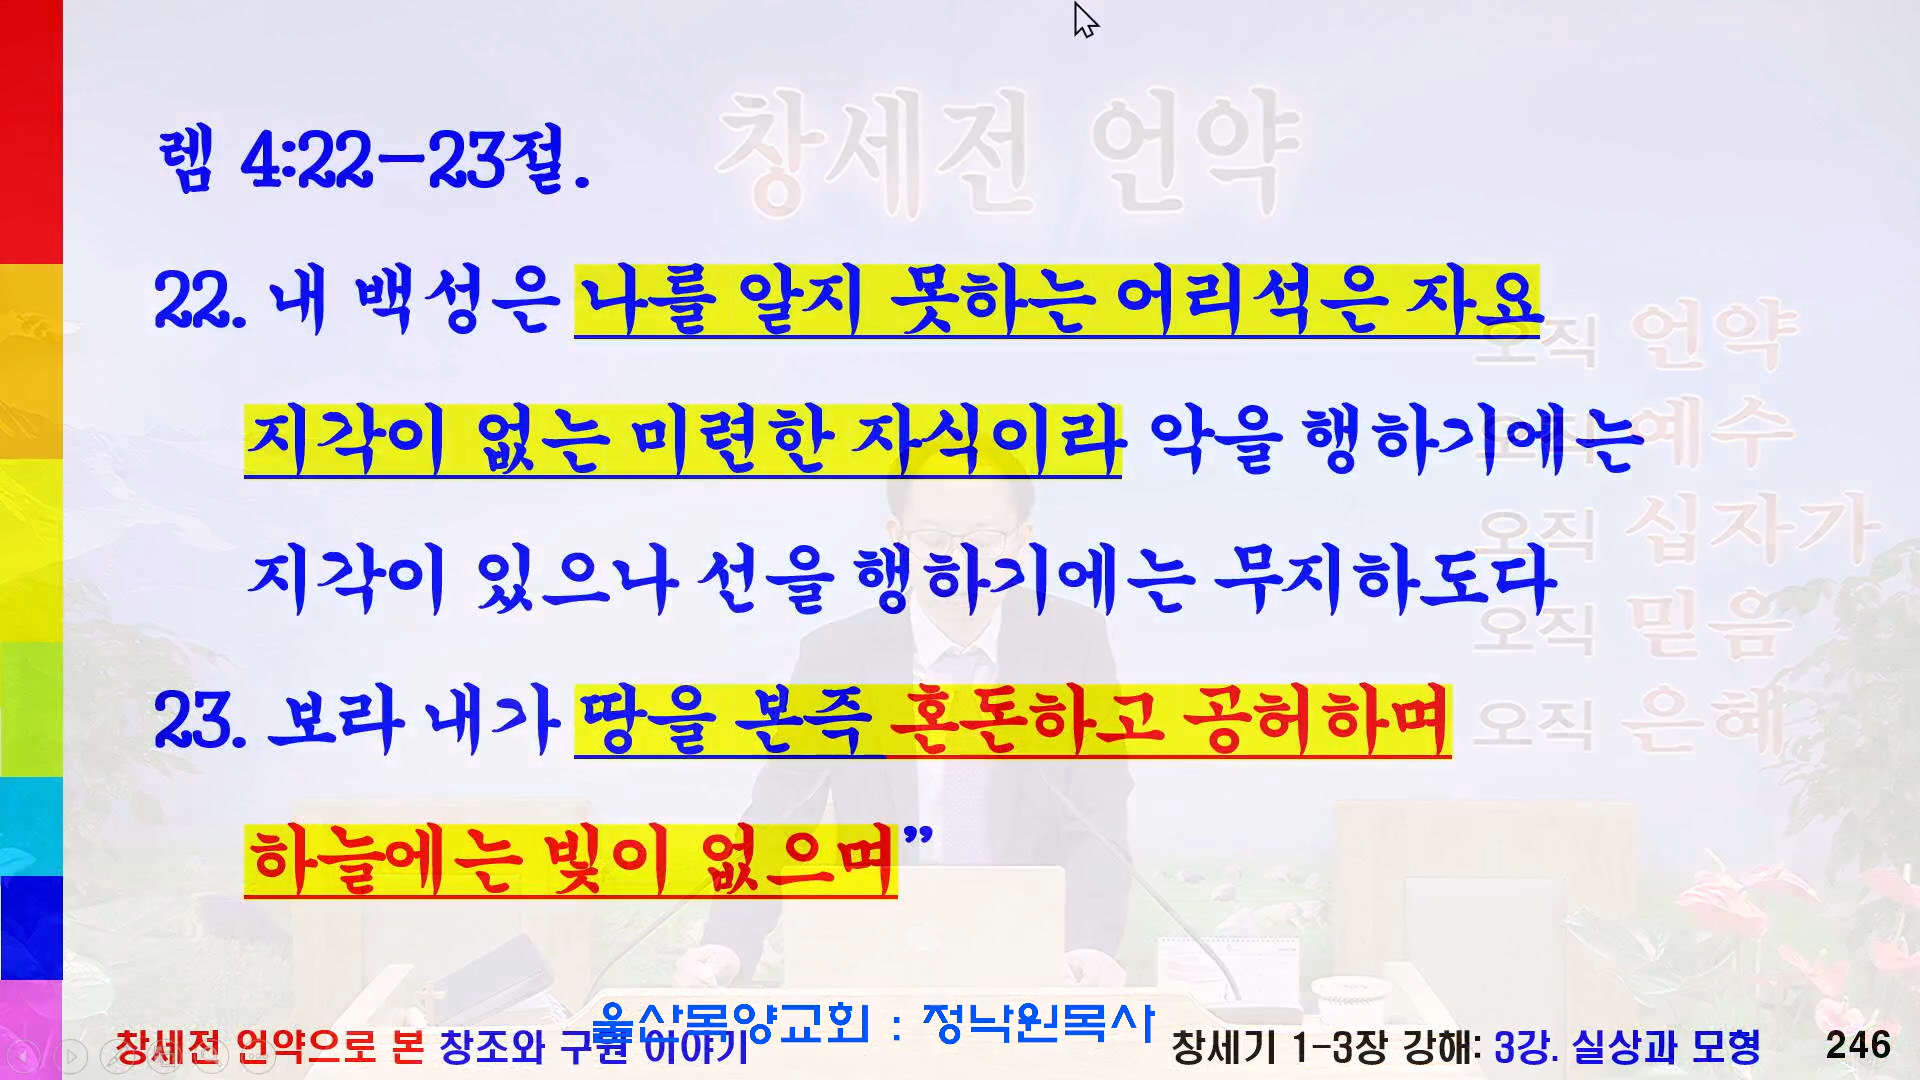 창세전 언약
렘 4:22-23절.
22. 내 백성은 나를 알지 못하는 어리석은 자요
지각이 없는 미련한 자식이라 악을 행하기에는
지각이 있으나 선을 행하기에는 무지하도다
23. 보라 내가 땅을 본즉 혼돈하고 공허하며
하늘에는 빛이 없으며”
오직 언약
오직 예수
오직 십자가
오직 믿음
오직 은혜
울산목양교회 : 정낙원목사
창세전 언약으로 본 창조와 구원 이야기
창세기 1-3장 강해: 3강. 실상과 모형
246